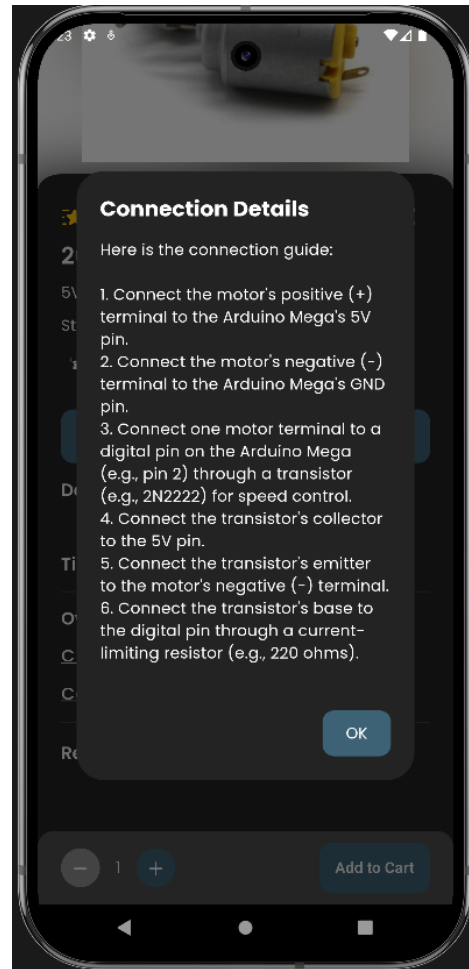 23
Connection Details
Here is the connection guide:
1. Connect the motor's positive (+)
terminal to the Arduino Mega's 5V
pin.
2. Connect the motor's negative (-)
terminal to the Arduino Mega's GND
pin.
3. Connect one motor terminal to a
digital pin on the Arduino Mega
(e.g., pin 2) through a transistor
(e.g., 2N2222) for speed control.
4. Connect the transistor's collector
to the 5V pin.
5. Connect the transistor's emitter
to the motor's negative (-) terminal.
6. Connect the transistor's base to
the digital pin through a current-
limiting resistor (e.g., 220 ohms).
OK
1
Add to Cart